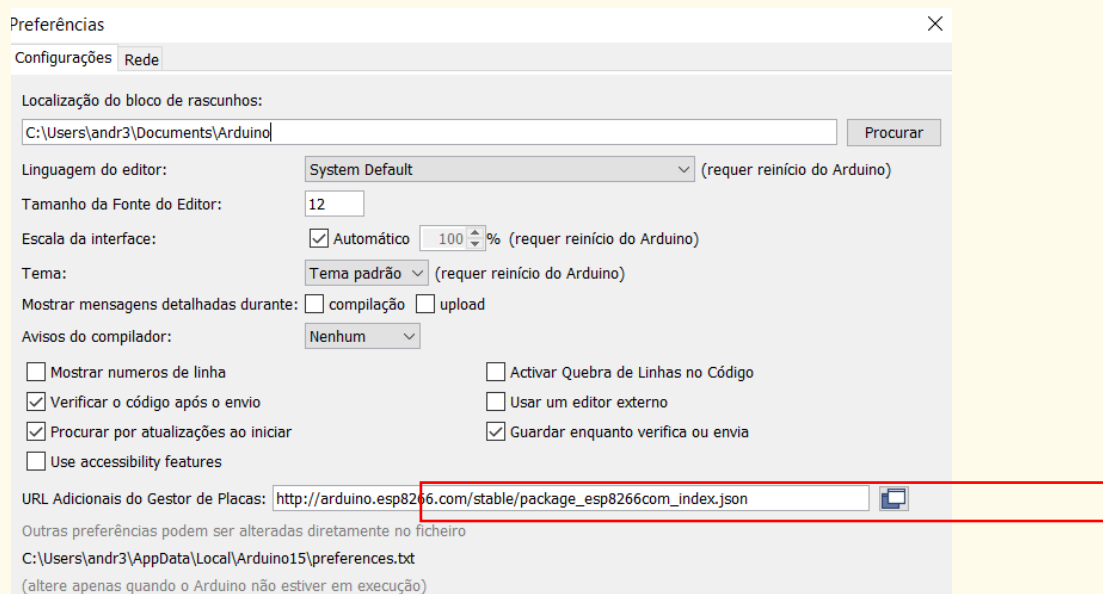 Preferências
Configurações Rede
Localização do bloco de rascunhos:
C:\Users\andr3\Documents\Arduino Procurar
Linguagem do editor: System Default (requer reinício do Arduino)
Tamanho da Fonte do Editor: 12
Escala da interface: Automático 100 % (requer reinício do Arduino)
Tema: Tema padrão (requer reinício do Arduino)
Mostrar mensagens detalhadas durante: compilação upload
Avisos do compilador: Nenhum
Mostrar numeros de linha Activar Quebra de Linhas no Código
Verificar o código após o envio Usar um editor externo
Procurar por atualizações ao iniciar Guardar enquanto verifica ou envia
Use accessibility features
URL Adicionais do Gestor de Placas: http://arduino.esp8266.com/stable/package_esp8266com_index.json
Outras preferências podem ser alteradas diretamente no ficheiro
C:\Users\andr3\AppData\Local\Arduino15\preferences.txt
(altere apenas quando o Arduino não estiver em execução)